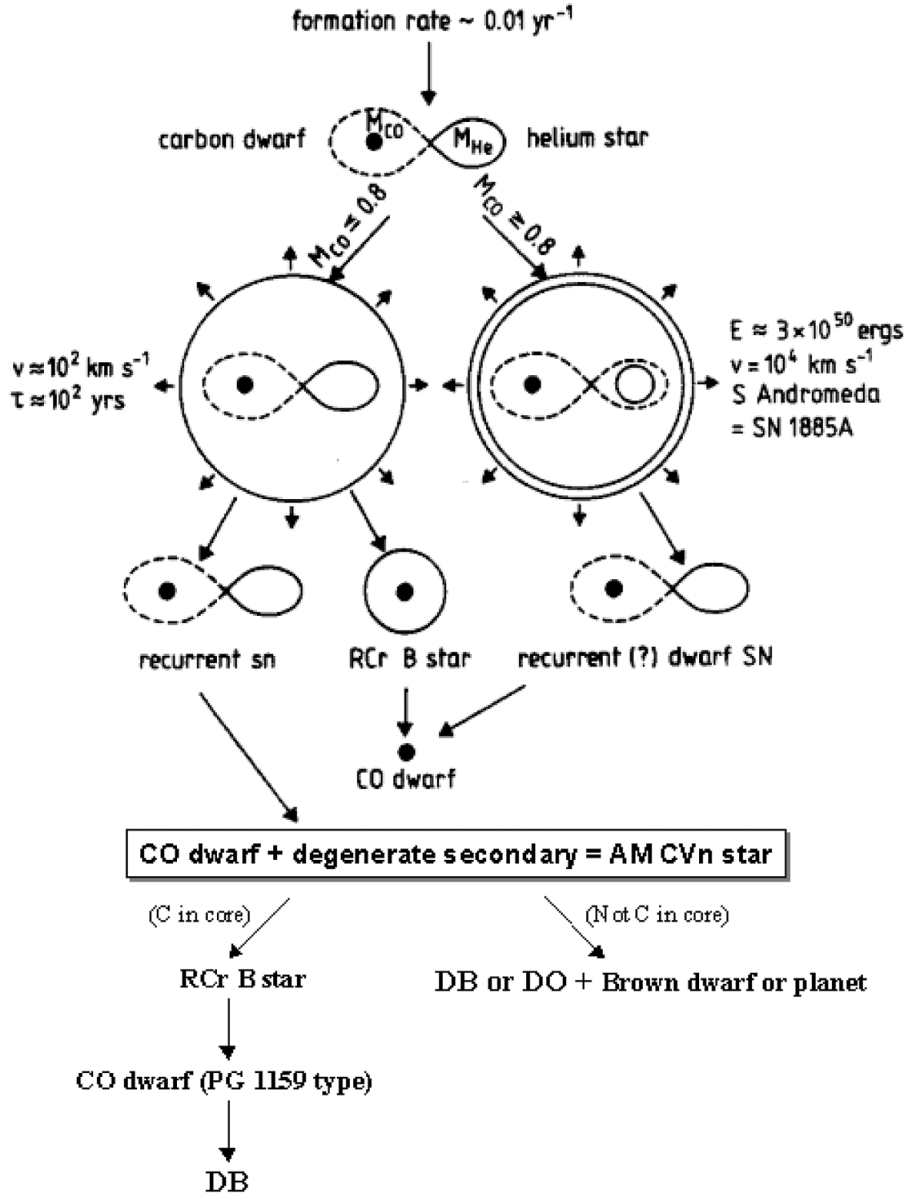 formation rate ~ 0.01 yr⁻¹
carbon dwarf
M_CO
M_He
helium star
M_CO ≤ 0.8
M_CO ≥ 0.8
v ≈ 10² km s⁻¹
τ ≈ 10² yrs
E ≈ 3×10⁵⁰ ergs
v = 10⁴ km s⁻¹
S Andromeda
= SN 1885A
recurrent sn
RCr B star
recurrent (?) dwarf SN
CO dwarf
CO dwarf + degenerate secondary = AM CVn star
(C in core)
(Not C in core)
RCr B star
DB or DO + Brown dwarf or planet
CO dwarf (PG 1159 type)
DB